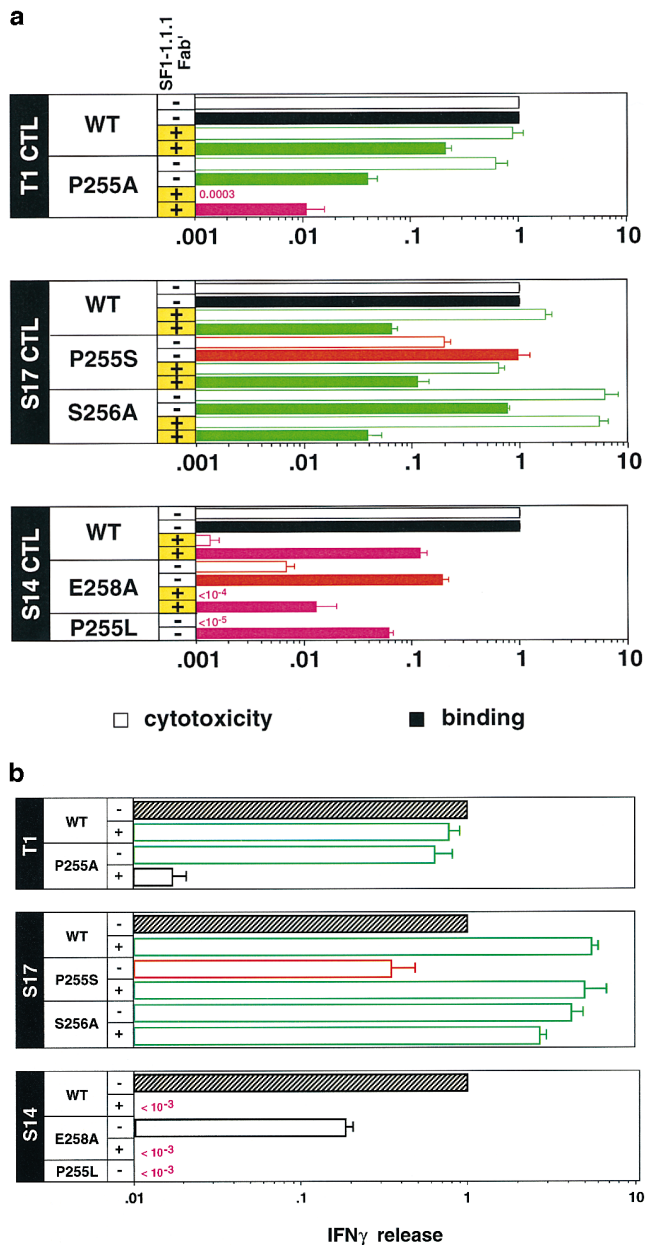 a
SF1-1.1.1
Fab'
T1 CTL
WT
-
-
+
+
P255A
-
-
+
0.0003
+
.001 .01 .1 1 10
S17 CTL
WT
-
-
+
+
P255S
-
-
+
+
S256A
-
-
+
+
.001 .01 .1 1 10
S14 CTL
WT
-
-
+
+
E258A
-
-
+
<10-4
+
P255L
-
<10-5
-
.001 .01 .1 1 10
cytotoxicity binding
b
T1
WT
-
+
P255A
-
+
S17
WT
-
+
P255S
-
+
S256A
-
+
S14
WT
-
+
< 10-3
E258A
-
+
< 10-3
P255L
-
< 10-3
.01 .1 1 10
IFNγ release